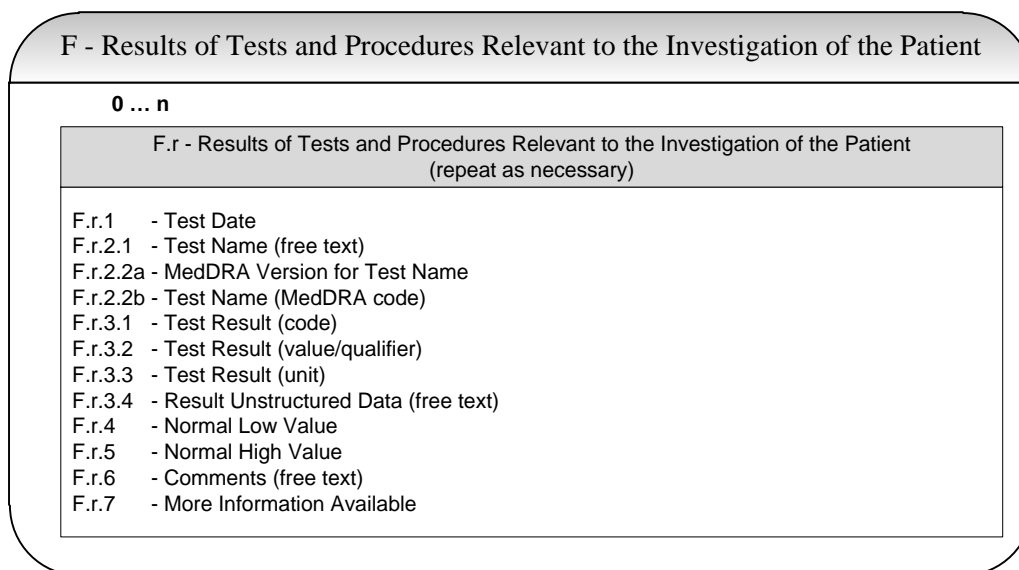 F - Results of Tests and Procedures Relevant to the Investigation of the Patient
0 … n
F.r - Results of Tests and Procedures Relevant to the Investigation of the Patient
(repeat as necessary)
F.r.1 - Test Date
F.r.2.1 - Test Name (free text)
F.r.2.2a - MedDRA Version for Test Name
F.r.2.2b - Test Name (MedDRA code)
F.r.3.1 - Test Result (code)
F.r.3.2 - Test Result (value/qualifier)
F.r.3.3 - Test Result (unit)
F.r.3.4 - Result Unstructured Data (free text)
F.r.4 - Normal Low Value
F.r.5 - Normal High Value
F.r.6 - Comments (free text)
F.r.7 - More Information Available